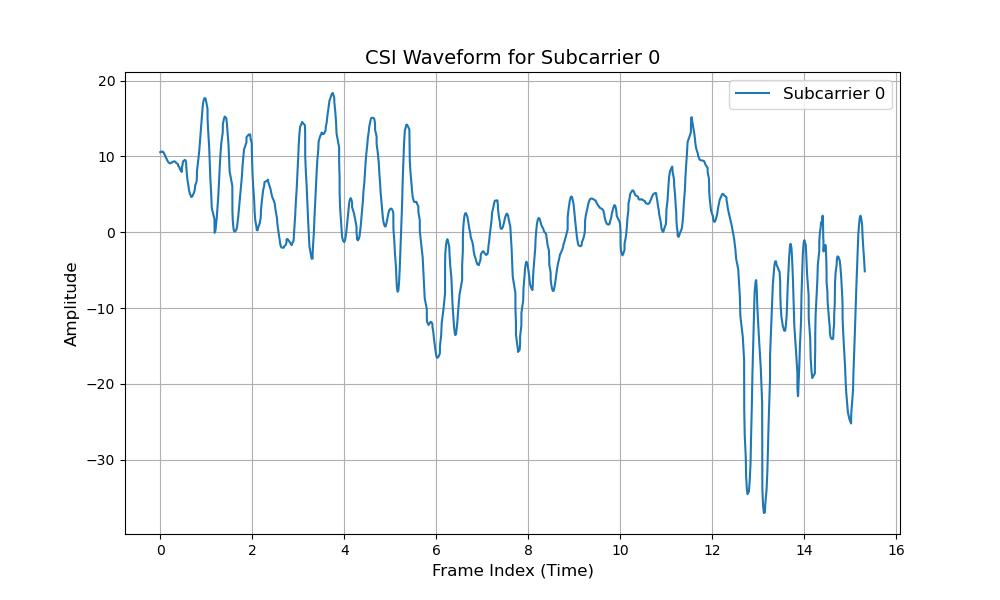 CSI Waveform for Subcarrier 0
Subcarrier 0
Amplitude
20
10
0
−10
−20
−30
0 2 4 6 8 10 12 14 16
Frame Index (Time)